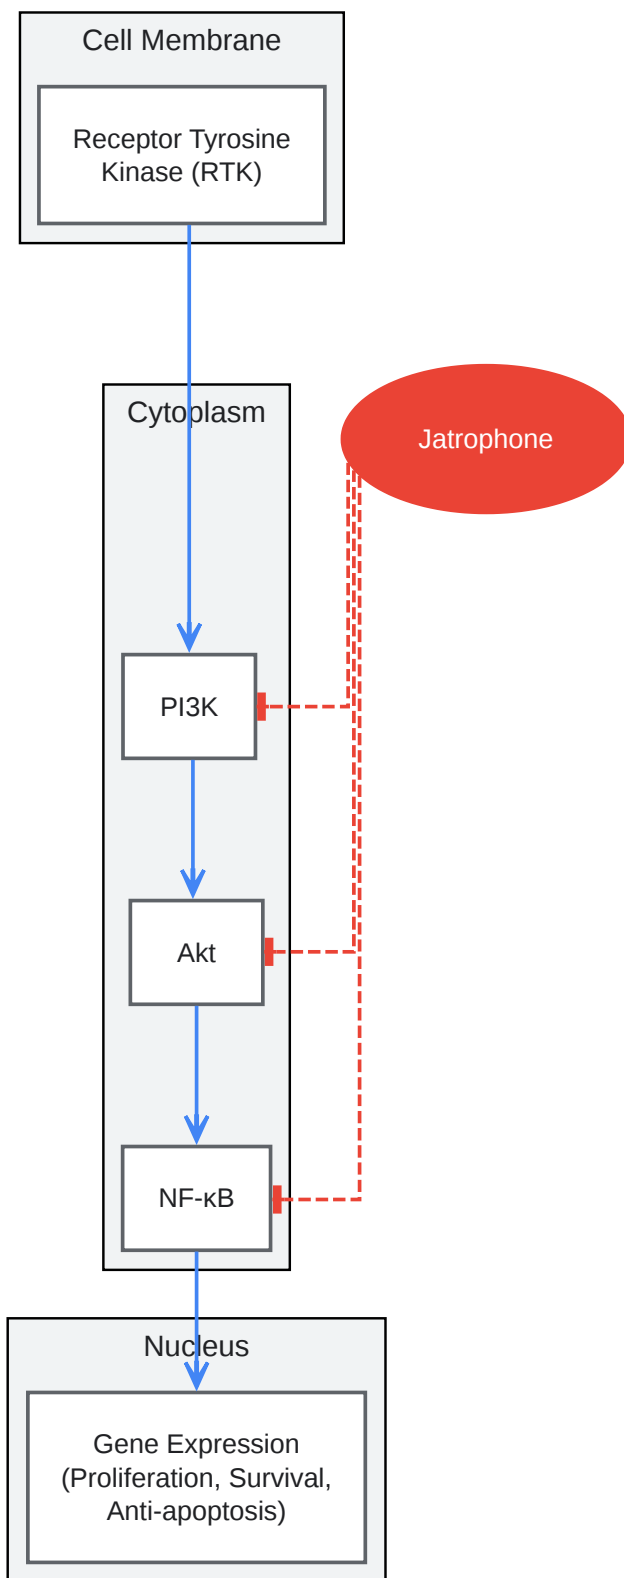 Cell Membrane
Receptor Tyrosine
Kinase (RTK)
Cytoplasm
Jatrophone
PI3K
Akt
NF-κB
Nucleus
Gene Expression
(Proliferation, Survival,
Anti-apoptosis)